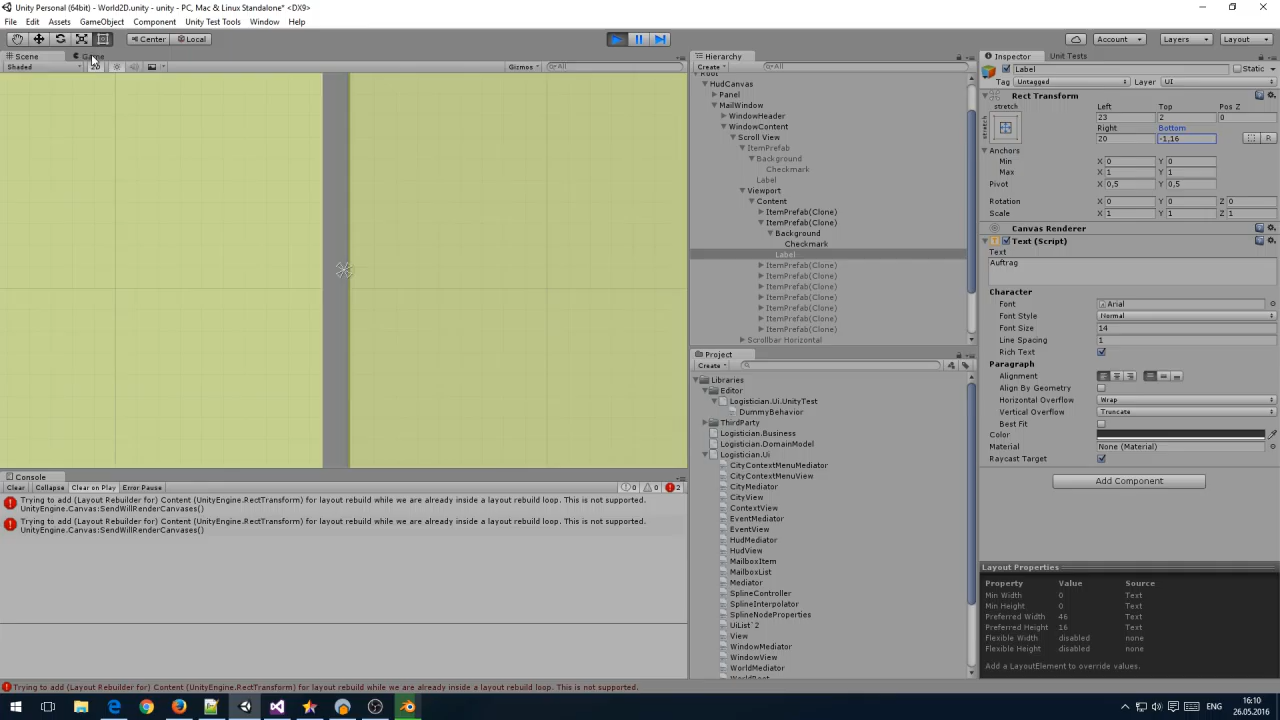 Unity Personal (64bit) - World2D.unity - unity - PC, Mac & Linux Standalone* <DX9>
File Edit Assets GameObject Component Unity Test Tools Window Help
Center Local Account Layers Layout
Scene Game
Shaded 2D Gizmos All
Hierarchy
Create All
Root
HudCanvas
Panel
MailWindow
WindowHeader
WindowContent
Scroll View
ItemPrefab
Background
Checkmark
Label
Viewport
Content
ItemPrefab(Clone)
ItemPrefab(Clone)
Background
Checkmark
Label
ItemPrefab(Clone)
ItemPrefab(Clone)
ItemPrefab(Clone)
ItemPrefab(Clone)
ItemPrefab(Clone)
ItemPrefab(Clone)
ItemPrefab(Clone)
Scrollbar Horizontal
Project
Create
Libraries
Editor
Logistician.Ui.UnityTest
DummyBehavior
ThirdParty
Logistician.Business
Logistician.DomainModel
Logistician.Ui
CityContextMenuMediator
CityContextMenuView
CityMediator
CityView
ContextView
EventMediator
EventView
HudMediator
HudView
MailboxItem
MailboxList
Mediator
SplineController
SplineInterpolator
SplineNodeProperties
UiList`2
View
WindowMediator
WindowView
WorldMediator
WorldRoot
Inspector Unit Tests
Label Static
Tag Untagged Layer UI
Rect Transform
stretch Left Top Pos Z
stretch 23 2 0
Right Bottom
20 -1,16 R
Anchors
Min X 0 Y 0
Max X 1 Y 1
Pivot X 0,5 Y 0,5
Rotation X 0 Y 0 Z 0
Scale X 1 Y 1 Z 1
Canvas Renderer
Text (Script)
Text
Auftrag
Character
Font Arial
Font Style Normal
Font Size 14
Line Spacing 1
Rich Text
Paragraph
Alignment
Align By Geometry
Horizontal Overflow Wrap
Vertical Overflow Truncate
Best Fit
Color
Material None (Material)
Raycast Target
Add Component
Layout Properties
Property Value Source
Min Width 0 Text
Min Height 0 Text
Preferred Width 46 Text
Preferred Height 16 Text
Flexible Width disabled none
Flexible Height disabled none
Add a LayoutElement to override values.
Console
Clear Collapse Clear on Play Error Pause 0 0 2
Trying to add (Layout Rebuilder for) Content (UnityEngine.RectTransform) for layout rebuild while we are already inside a layout rebuild loop. This is not supported.
UnityEngine.Canvas:SendWillRenderCanvases()
Trying to add (Layout Rebuilder for) Content (UnityEngine.RectTransform) for layout rebuild while we are already inside a layout rebuild loop. This is not supported.
UnityEngine.Canvas:SendWillRenderCanvases()
Trying to add (Layout Rebuilder for) Content (UnityEngine.RectTransform) for layout rebuild while we are already inside a layout rebuild loop. This is not supported.
ENG 16:10
26.05.2016